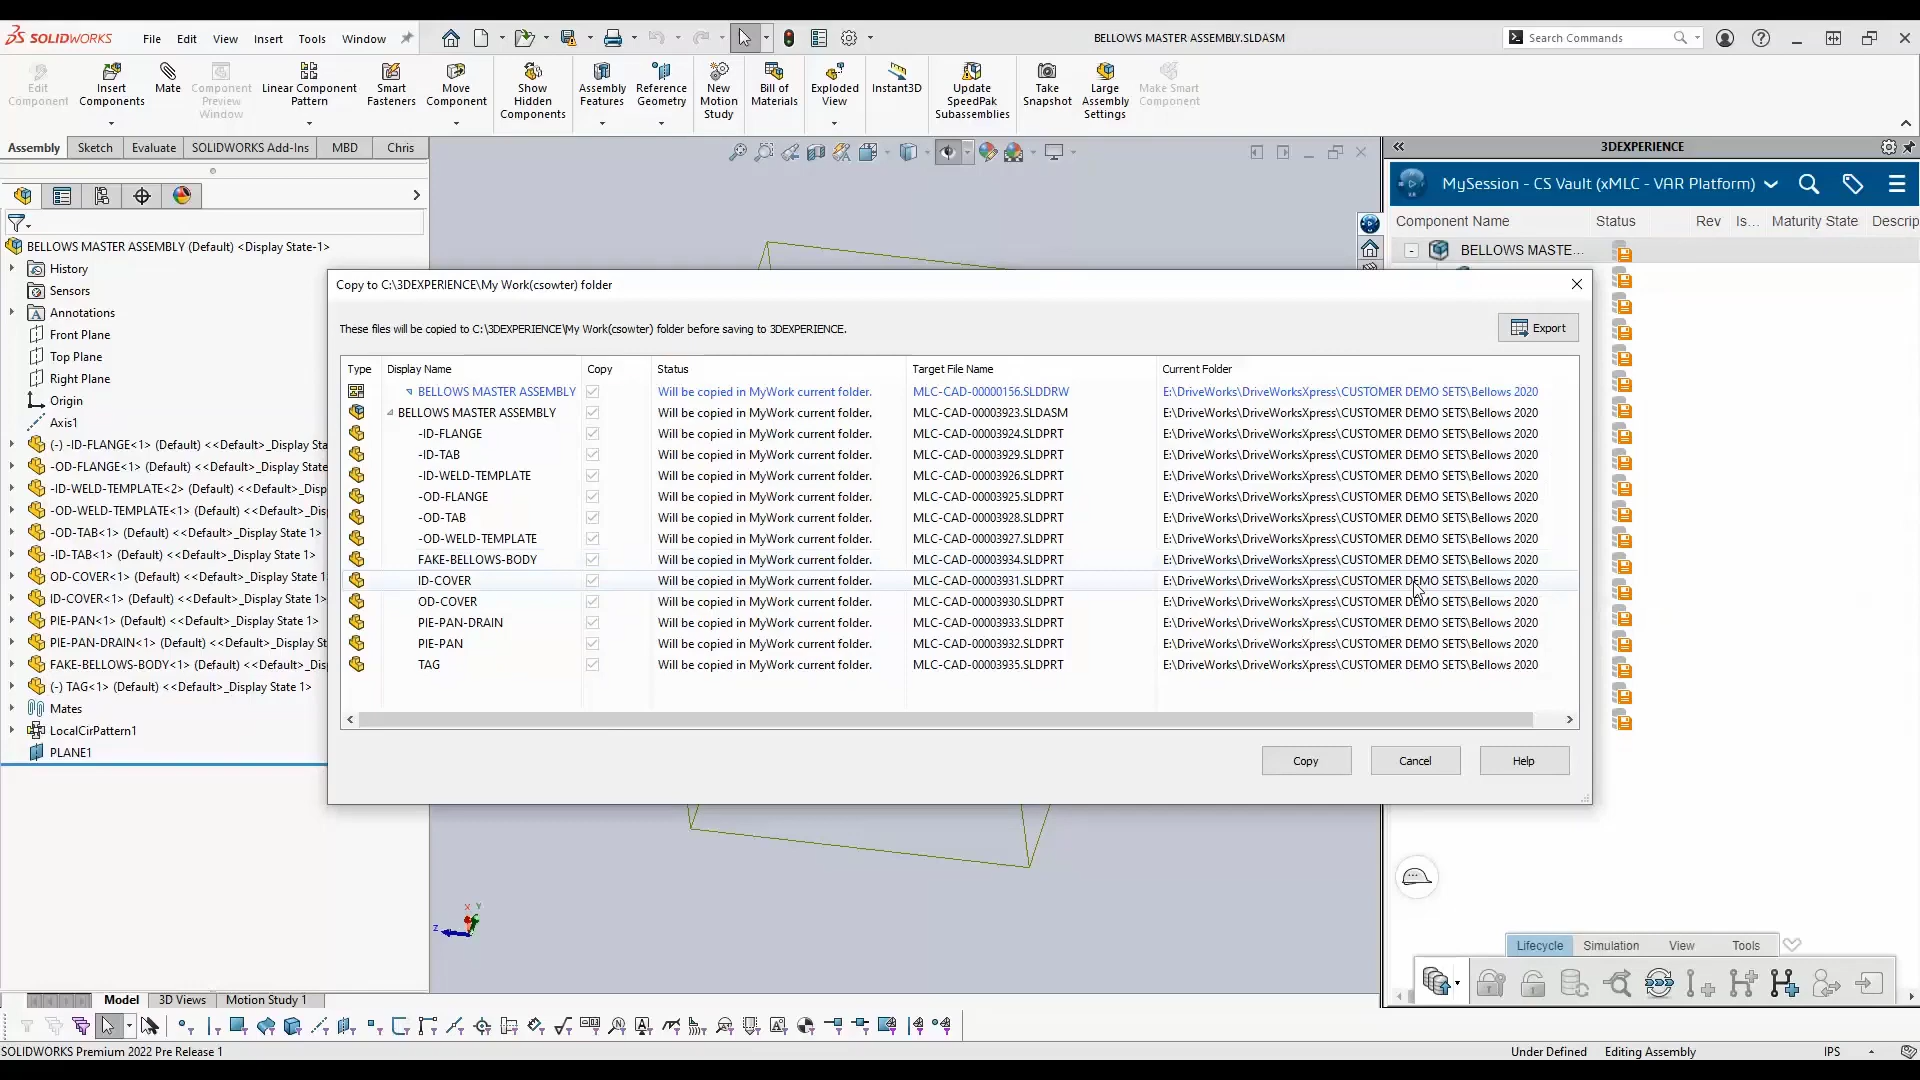 SOLIDWORKS File Edit View Insert Tools Window BELLOWS MASTER ASSEMBLY.SLDASM Search Commands
Edit Component
Insert Components
Mate
Component Preview Window
Linear Component Pattern
Smart Fasteners
Move Component
Show Hidden Components
Assembly Features
Reference Geometry
New Motion Study
Bill of Materials
Exploded View
Instant3D
Update SpeedPak Subassemblies
Take Snapshot
Large Assembly Settings
Make Smart Component
Assembly Sketch Evaluate SOLIDWORKS Add-Ins MBD Chris
BELLOWS MASTER ASSEMBLY (Default) <Display State-1>
History
Sensors
Annotations
Front Plane
Top Plane
Right Plane
Origin
Axis1
(-) -ID-FLANGE<1> (Default) <<Default>_Display Sta
-OD-FLANGE<1> (Default) <<Default>_Display State
-ID-WELD-TEMPLATE<2> (Default) <<Default>_Disp
-OD-WELD-TEMPLATE<1> (Default) <<Default>_Disp
-OD-TAB<1> (Default) <<Default>_Display State 1>
-ID-TAB<1> (Default) <<Default>_Display State 1>
OD-COVER<1> (Default) <<Default>_Display State 1
ID-COVER<1> (Default) <<Default>_Display State 1>
PIE-PAN<1> (Default) <<Default>_Display State 1>
PIE-PAN-DRAIN<1> (Default) <<Default>_Display Sta
FAKE-BELLOWS-BODY<1> (Default) <<Default>_Dis
(-) TAG<1> (Default) <<Default>_Display State 1>
Mates
LocalCirPattern1
PLANE1
Copy to C:\3DEXPERIENCE\My Work(csowter) folder
These files will be copied to C:\3DEXPERIENCE\My Work(csowter) folder before saving to 3DEXPERIENCE.
Export
Type Display Name Copy Status Target File Name Current Folder
BELLOWS MASTER ASSEMBLY Will be copied in MyWork current folder. MLC-CAD-00000156.SLDDRW E:\DriveWorks\DriveWorksXpress\CUSTOMER DEMO SETS\Bellows 2020
BELLOWS MASTER ASSEMBLY Will be copied in MyWork current folder. MLC-CAD-00003923.SLDASM E:\DriveWorks\DriveWorksXpress\CUSTOMER DEMO SETS\Bellows 2020
-ID-FLANGE Will be copied in MyWork current folder. MLC-CAD-00003924.SLDPRT E:\DriveWorks\DriveWorksXpress\CUSTOMER DEMO SETS\Bellows 2020
-ID-TAB Will be copied in MyWork current folder. MLC-CAD-00003929.SLDPRT E:\DriveWorks\DriveWorksXpress\CUSTOMER DEMO SETS\Bellows 2020
-ID-WELD-TEMPLATE Will be copied in MyWork current folder. MLC-CAD-00003926.SLDPRT E:\DriveWorks\DriveWorksXpress\CUSTOMER DEMO SETS\Bellows 2020
-OD-FLANGE Will be copied in MyWork current folder. MLC-CAD-00003925.SLDPRT E:\DriveWorks\DriveWorksXpress\CUSTOMER DEMO SETS\Bellows 2020
-OD-TAB Will be copied in MyWork current folder. MLC-CAD-00003928.SLDPRT E:\DriveWorks\DriveWorksXpress\CUSTOMER DEMO SETS\Bellows 2020
-OD-WELD-TEMPLATE Will be copied in MyWork current folder. MLC-CAD-00003927.SLDPRT E:\DriveWorks\DriveWorksXpress\CUSTOMER DEMO SETS\Bellows 2020
FAKE-BELLOWS-BODY Will be copied in MyWork current folder. MLC-CAD-00003934.SLDPRT E:\DriveWorks\DriveWorksXpress\CUSTOMER DEMO SETS\Bellows 2020
ID-COVER Will be copied in MyWork current folder. MLC-CAD-00003931.SLDPRT E:\DriveWorks\DriveWorksXpress\CUSTOMER DEMO SETS\Bellows 2020
OD-COVER Will be copied in MyWork current folder. MLC-CAD-00003930.SLDPRT E:\DriveWorks\DriveWorksXpress\CUSTOMER DEMO SETS\Bellows 2020
PIE-PAN-DRAIN Will be copied in MyWork current folder. MLC-CAD-00003933.SLDPRT E:\DriveWorks\DriveWorksXpress\CUSTOMER DEMO SETS\Bellows 2020
PIE-PAN Will be copied in MyWork current folder. MLC-CAD-00003932.SLDPRT E:\DriveWorks\DriveWorksXpress\CUSTOMER DEMO SETS\Bellows 2020
TAG Will be copied in MyWork current folder. MLC-CAD-00003935.SLDPRT E:\DriveWorks\DriveWorksXpress\CUSTOMER DEMO SETS\Bellows 2020
Copy Cancel Help
3DEXPERIENCE
MySession - CS Vault (xMLC - VAR Platform)
Component Name Status Rev Is... Maturity State Descrip
BELLOWS MASTE...
X Y
Z
Lifecycle Simulation View Tools
Model 3D Views Motion Study 1
SOLIDWORKS Premium 2022 Pre Release 1 Under Defined Editing Assembly IPS